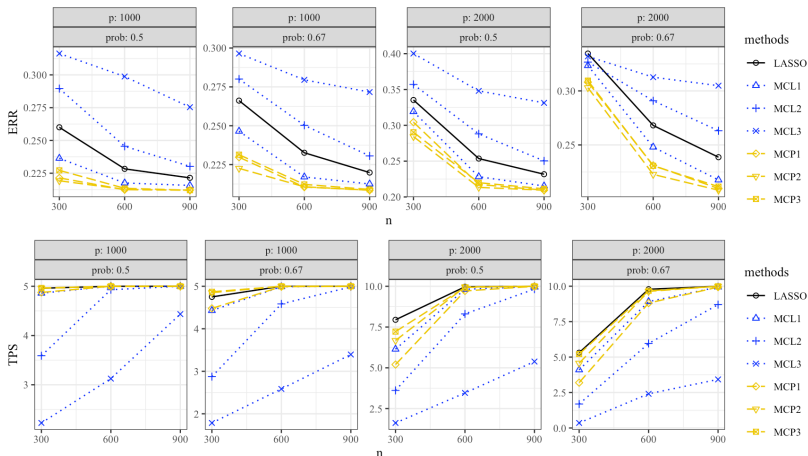 p: 1000 p: 1000 p: 2000 p: 2000
prob: 0.5 prob: 0.67 prob: 0.5 prob: 0.67
methods
LASSO
MCL1
MCL2
MCL3
MCP1
MCP2
MCP3
ERR
0.300
0.275
0.250
0.225
0.300
0.275
0.250
0.225
0.40
0.35
0.30
0.25
0.20
0.30
0.25
300 600 900 300 600 900 300 600 900 300 600 900
n
p: 1000 p: 1000 p: 2000 p: 2000
prob: 0.5 prob: 0.67 prob: 0.5 prob: 0.67
methods
LASSO
MCL1
MCL2
MCL3
MCP1
MCP2
MCP3
TPS
5
4
3
5
4
3
2
10.0
7.5
5.0
2.5
10.0
7.5
5.0
2.5
0.0
300 600 900 300 600 900 300 600 900 300 600 900
n